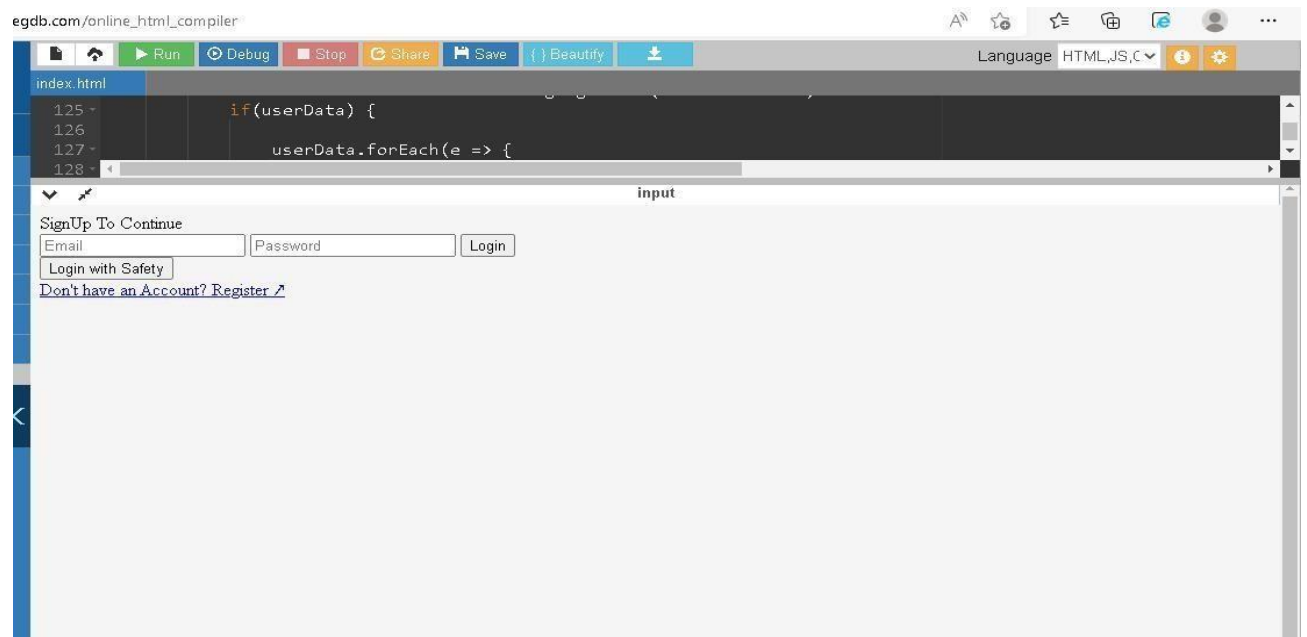 egdb.com/online_html_compiler
Run Debug Stop Share Save { } Beautify Language HTML,JS,C
index.html
125 if(userData) {
126
127 userData.forEach(e => {
128
input
SignUp To Continue
Email Password Login
Login with Safety
Don't have an Account? Register ↗